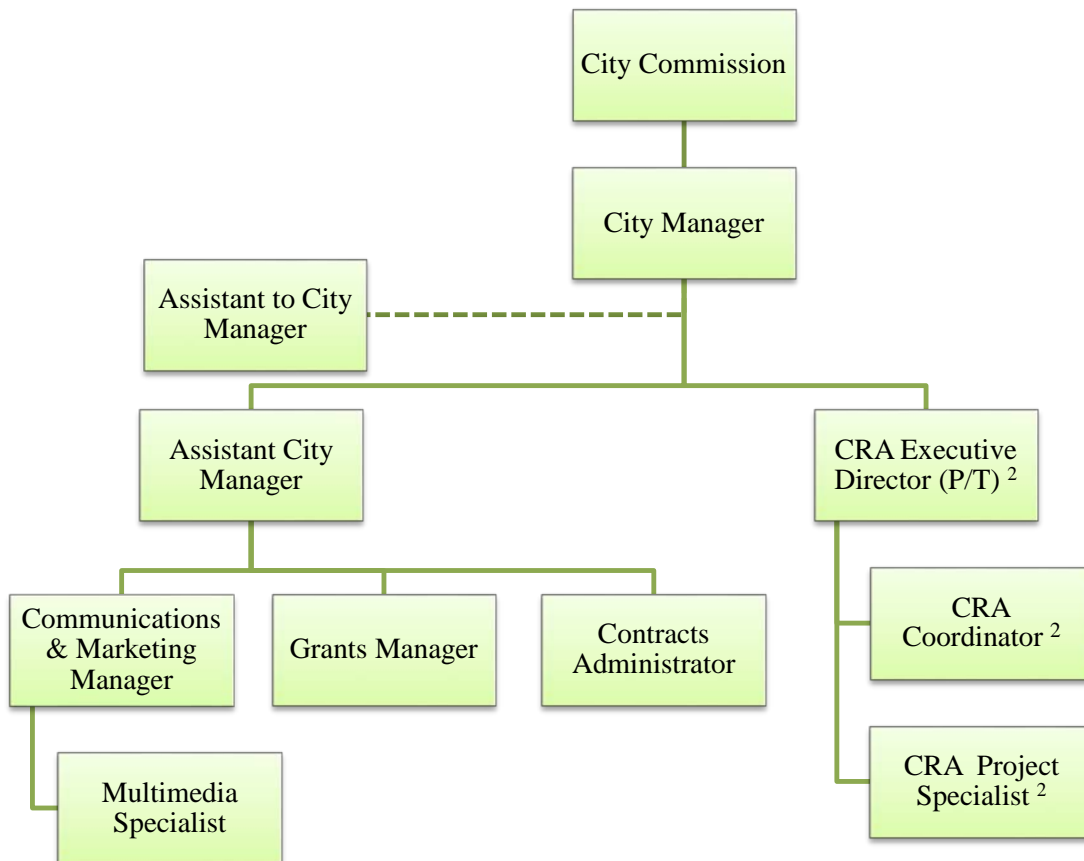 City Commission
City Manager
Assistant to City
Manager
Assistant City
Manager
CRA Executive
Director (P/T) 2
Communications
& Marketing
Manager
Grants Manager
Contracts
Administrator
CRA
Coordinator 2
Multimedia
Specialist
CRA Project
Specialist 2